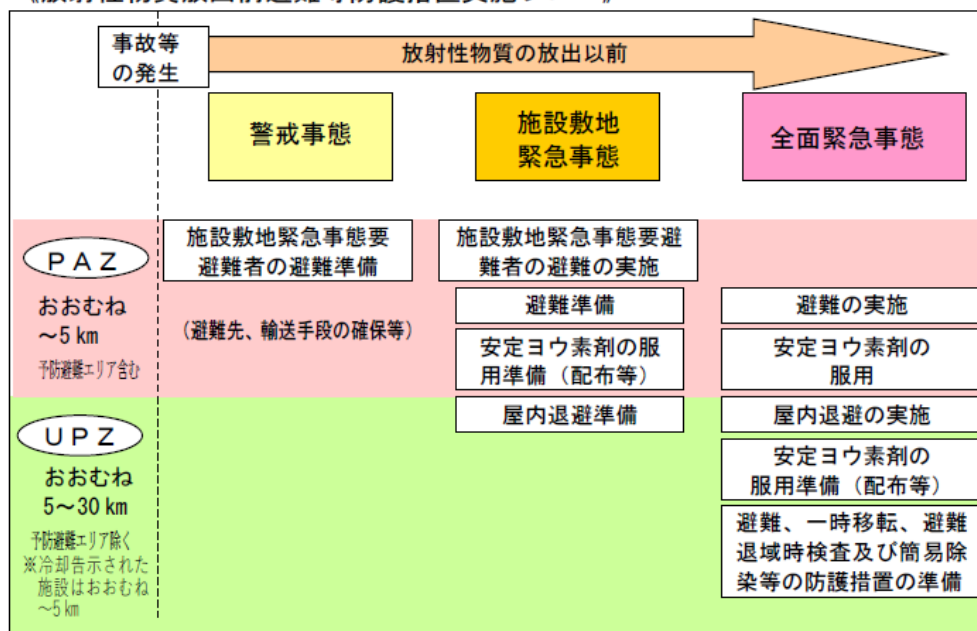 事故等
の発生
放射性物質の放出以前
警戒事態
施設敷地
緊急事態
全面緊急事態
PAZ
おおむね
～5 km
予防避難エリア含む
施設敷地緊急事態要
避難者の避難準備
(避難先、輸送手段の確保等)
施設敷地緊急事態要避
難者の避難の実施
避難準備
安定ヨウ素剤の服
用準備（配布等）
避難の実施
安定ヨウ素剤の
服用
UPZ
おおむね
5～30 km
予防避難エリア除く
※冷却告示された
施設はおおむね
～5 km
屋内退避準備
屋内退避の実施
安定ヨウ素剤の
服用準備（配布等）
避難、一時移転、避難
退域時検査及び簡易除
染等の防護措置の準備